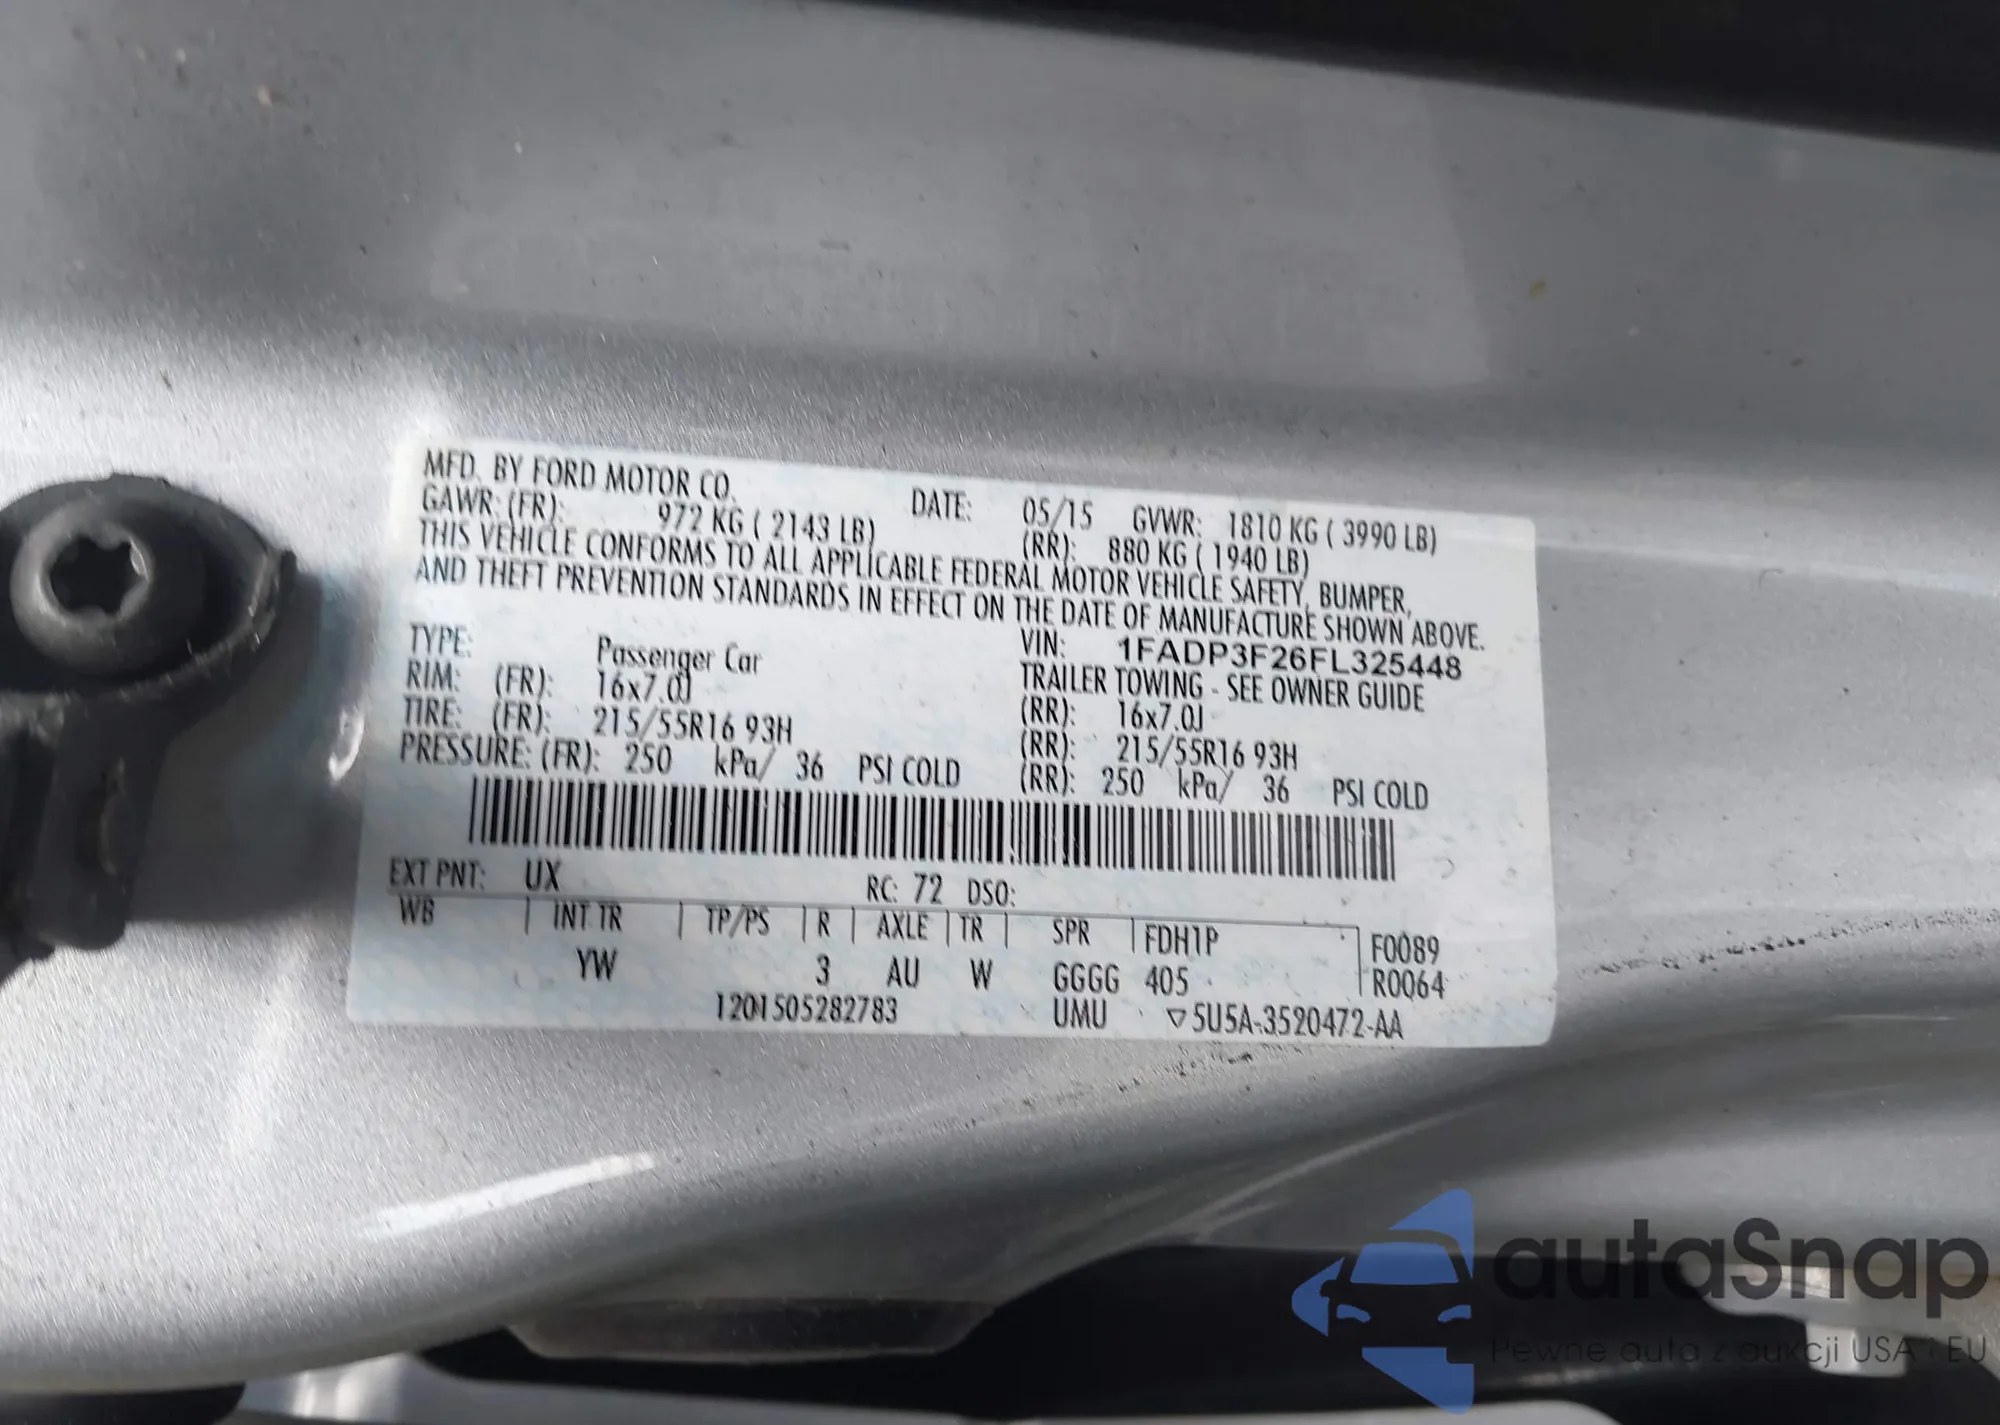 MFD. BY FORD MOTOR CO. DATE: 05/15 GVWR: 1810 KG ( 3990 LB)
GAWR: (FR): 972 KG ( 2143 LB) (RR): 880 KG ( 1940 LB)
THIS VEHICLE CONFORMS TO ALL APPLICABLE FEDERAL MOTOR VEHICLE SAFETY, BUMPER,
AND THEFT PREVENTION STANDARDS IN EFFECT ON THE DATE OF MANUFACTURE SHOWN ABOVE.
VIN: 1FADP3F26FL325448
TYPE: Passenger Car TRAILER TOWING - SEE OWNER GUIDE
RIM: (FR): 16x7.0J (RR): 16x7.0J
TIRE: (FR): 215/55R16 93H (RR): 215/55R16 93H
PRESSURE: (FR): 250 kPa/ 36 PSI COLD (RR): 250 kPa/ 36 PSI COLD
EXT PNT: UX RC: 72 DSO:
WB INT TR TP/PS R AXLE TR SPR FDH1P F0089
YW 3 AU W GGGG 405 R0064
1201505282783 UMU ▽5U5A-3520472-AA
autaSnap
Pewne auta z aukcji USA i EU